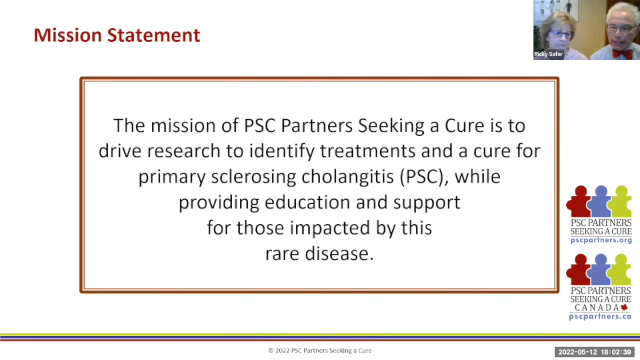 Mission Statement
Ricky Safer
The mission of PSC Partners Seeking a Cure is to
drive research to identify treatments and a cure for
primary sclerosing cholangitis (PSC), while
providing education and support
for those impacted by this
rare disease.
PSC PARTNERS
SEEKING A CURE
pscpartners.org
PSC PARTNERS
SEEKING A CURE
CANADA
pscpartners.ca
© 2022 PSC Partners Seeking a Cure
2022-05-12 18:02:39